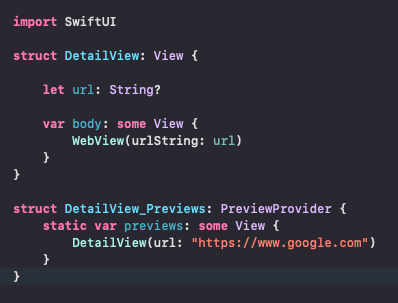 import SwiftUI
struct DetailView: View {
let url: String?
var body: some View {
WebView(urlString: url)
}
}
struct DetailView_Previews: PreviewProvider {
static var previews: some View {
DetailView(url: "https://www.google.com")
}
}